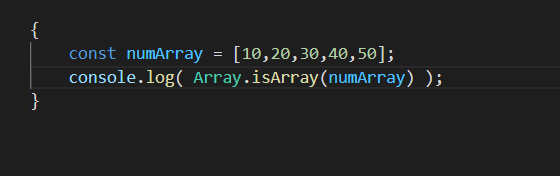 {
    const numArray = [10,20,30,40,50];
    console.log( Array.isArray(numArray) );
}